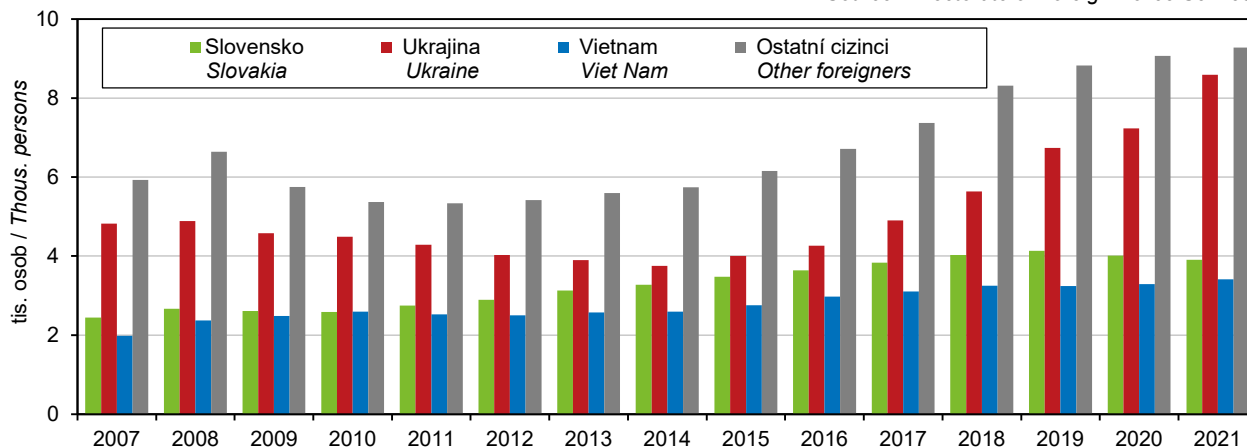 10
Slovensko Ukrajina Vietnam Ostatní cizinci
Slovakia Ukraine Viet Nam Other foreigners
8
6
4
2
0
tis. osob / Thous. persons
2007 2008 2009 2010 2011 2012 2013 2014 2015 2016 2017 2018 2019 2020 2021